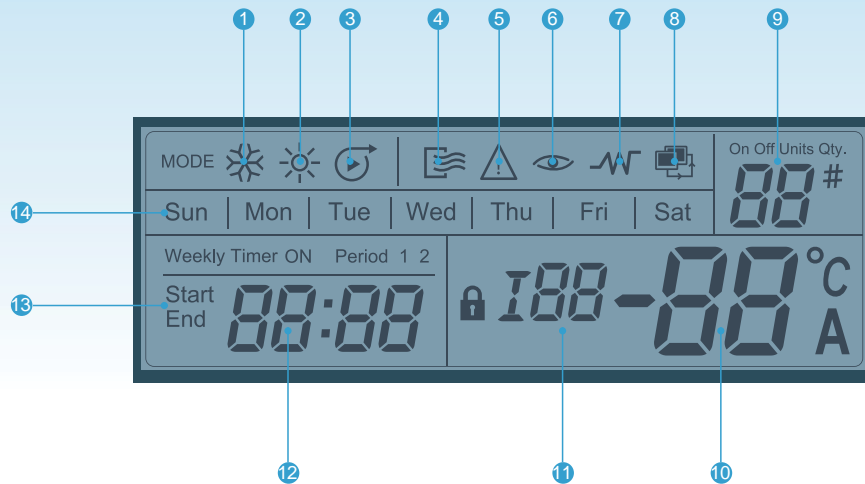 1 2 3 4 5 6 7 8 9
MODE
On Off Units Qty.
88 #
14 Sun Mon Tue Wed Thu Fri Sat
Weekly Timer ON Period 1 2
13 Start
End
88:88
188
-88 °C
A
12 11 10